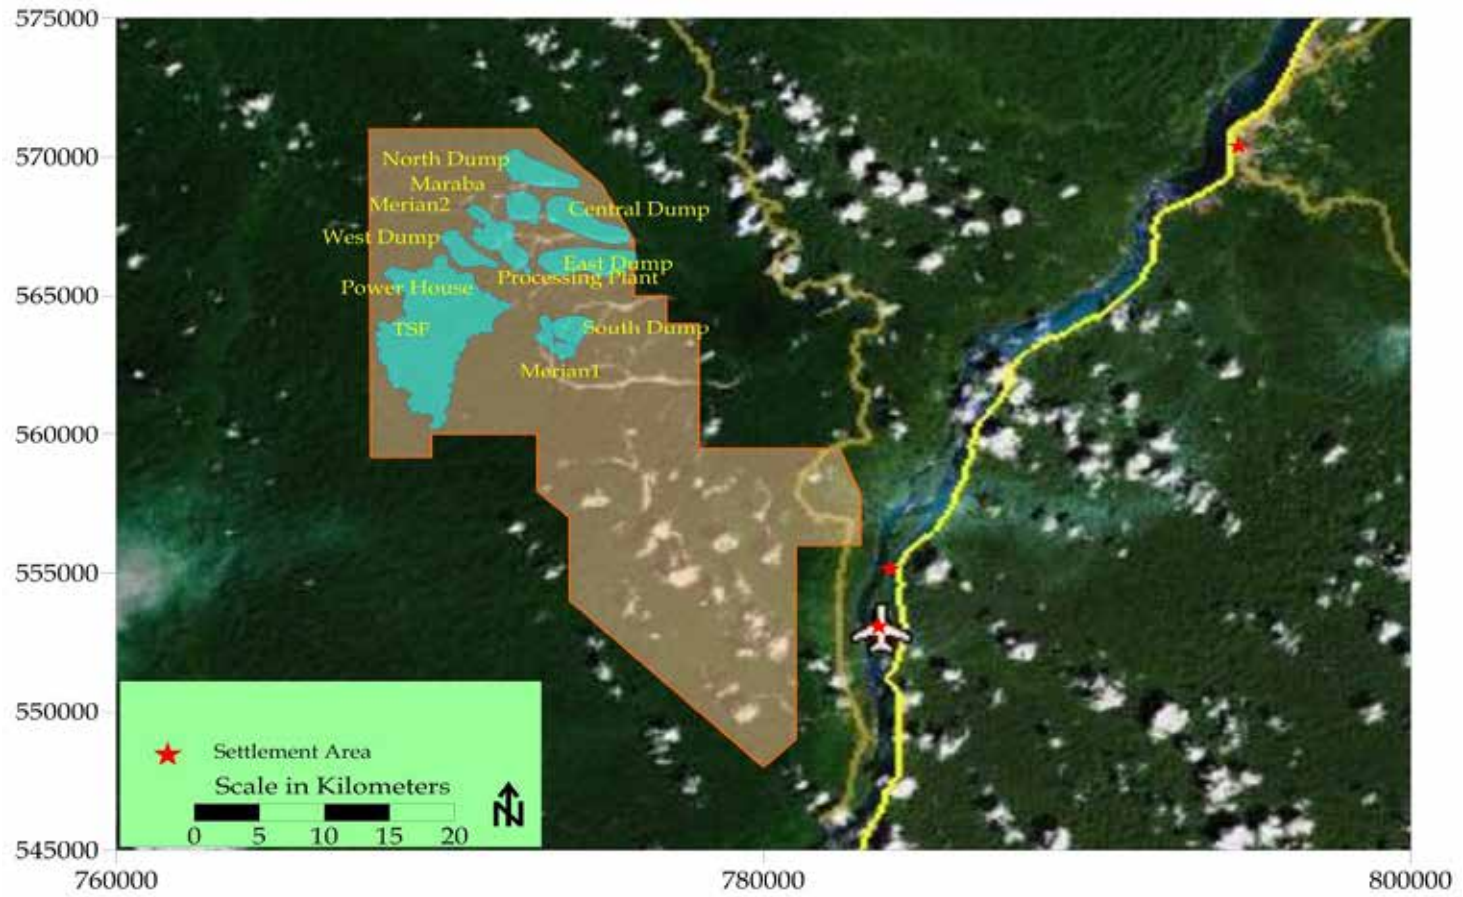 575000
570000
565000
560000
555000
550000
545000
760000
780000
800000
North Dump
Maraba
Merian2
Central Dump
West Dump
East Dump
Processing Plant
Power House
TSF
South Dump
Merian1
Settlement Area
Scale in Kilometers
0 5 10 15 20
N